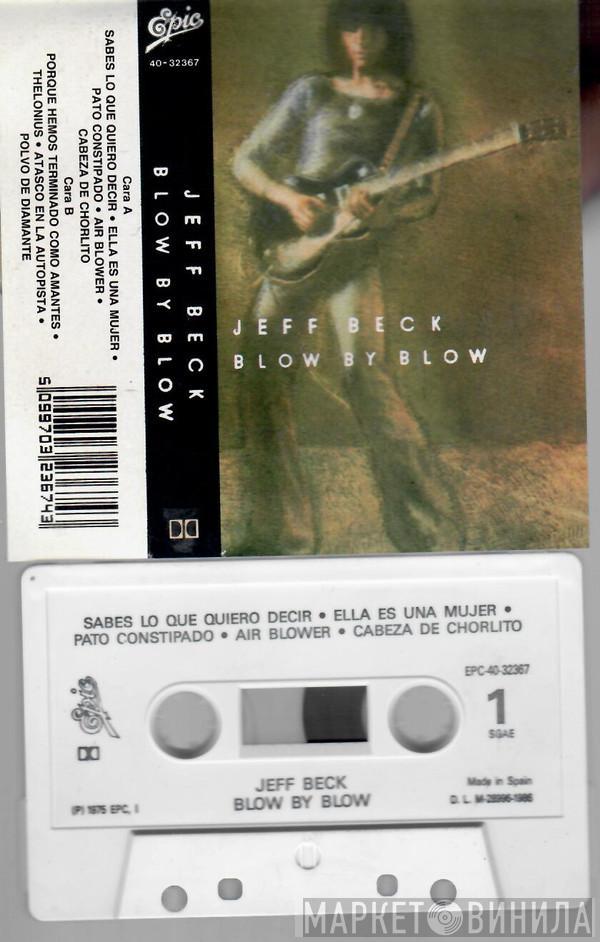 Epic
40-32367
JEFF BECK
BLOW BY BLOW
Cara A
SABES LO QUE QUIERO DECIR • ELLA ES UNA MUJER •
PATO CONSTIPADO • AIR BLOWER •
CABEZA DE CHORLITO
Cara B
PORQUE HEMOS TERMINADO COMO AMANTES •
THELONIUS • ATASCO EN LA AUTOPISTA •
POLVO DE DIAMANTE
5 099703 236743
JEFF BECK
BLOW BY BLOW
SABES LO QUE QUIERO DECIR • ELLA ES UNA MUJER •
PATO CONSTIPADO • AIR BLOWER • CABEZA DE CHORLITO
EPC-40-32367
Epic
1
SGAE
JEFF BECK
BLOW BY BLOW
Made in Spain
(P) 1975 EPC, I
D. L. M-28996-1986
МАРКЕТ ВИНИЛА